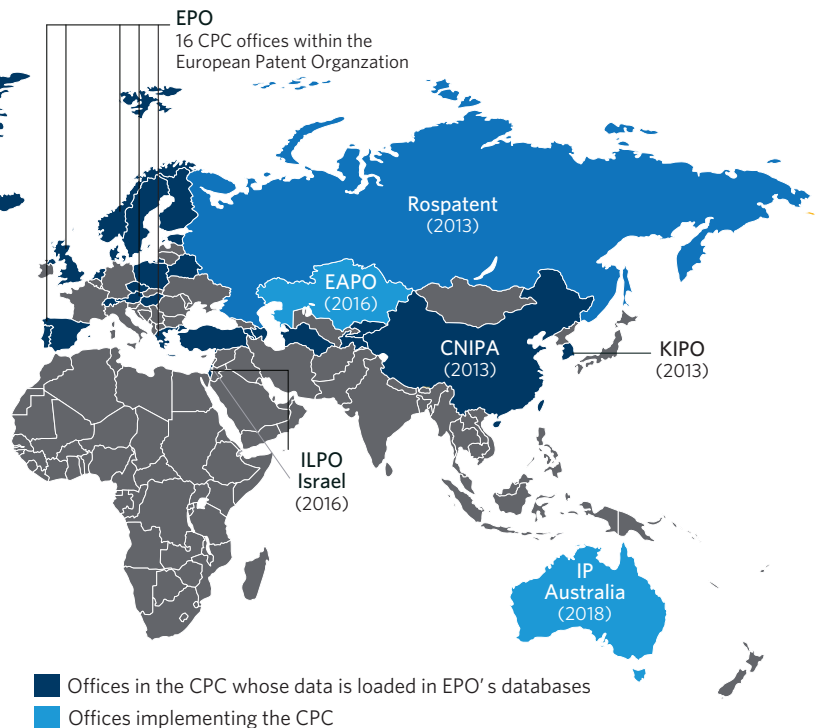 EPO
16 CPC offices within the
European Patent Organzation
Rospatent
(2013)
EAPO
(2016)
CNIPA
(2013)
KIPO
(2013)
ILPO
Israel
(2016)
IP
Australia
(2018)
Offices in the CPC whose data is loaded in EPO's databases
Offices implementing the CPC